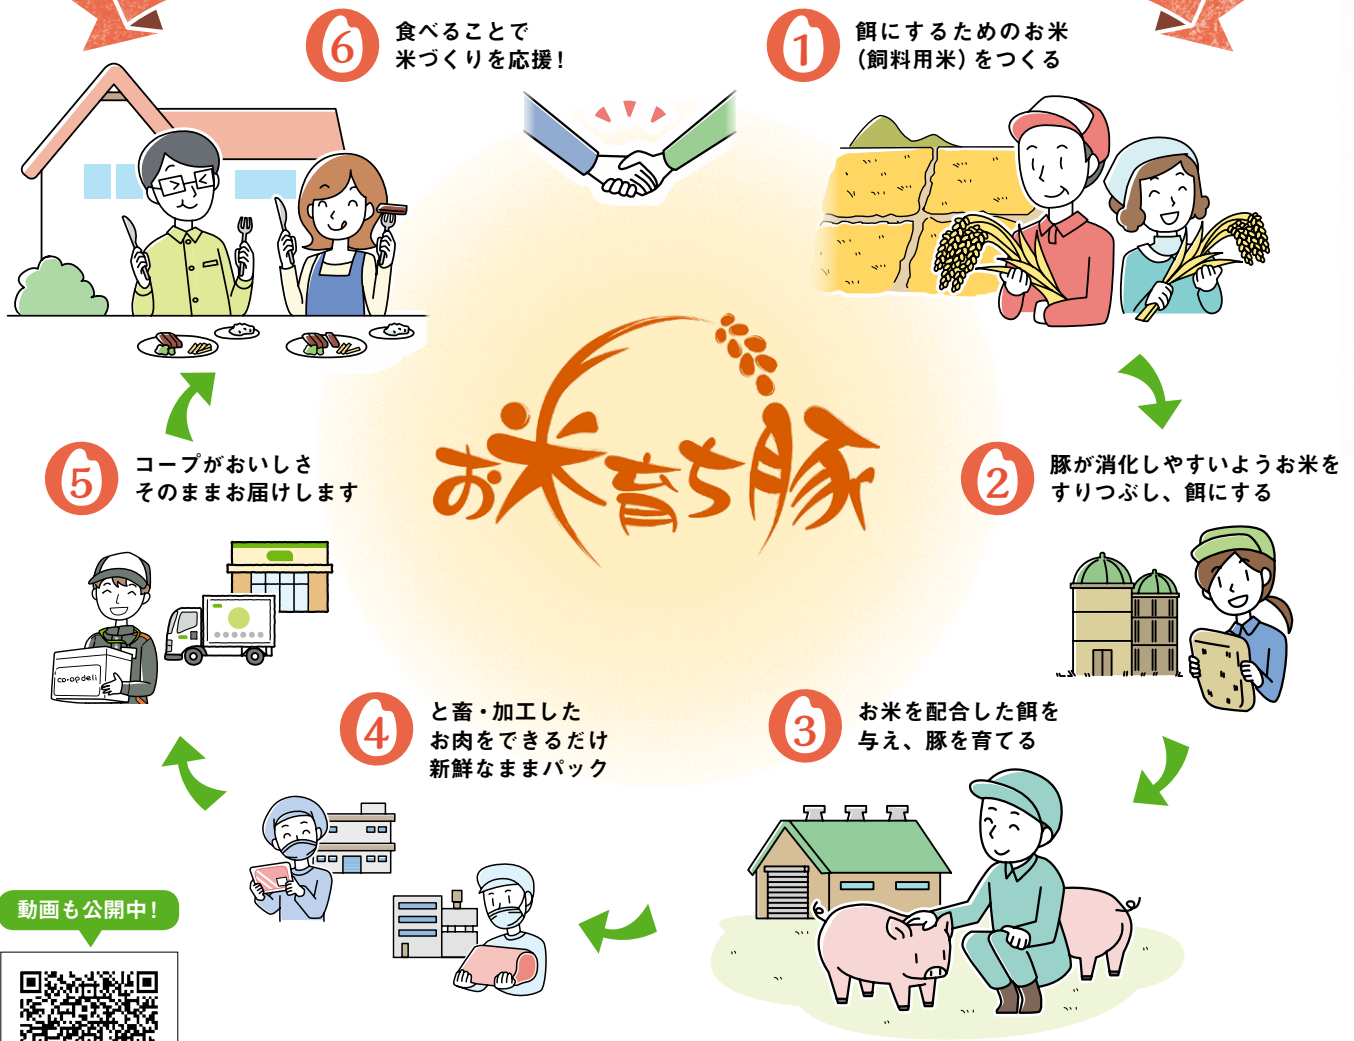 1
餌にするためのお米
(飼料用米)をつくる
2
豚が消化しやすいようお米を
すりつぶし、餌にする
3
お米を配合した餌を
与え、豚を育てる
4
と畜・加工した
お肉をできるだけ
新鮮なままパック
5
コープがおいしさ
そのままお届けします
co・op deli
6
食べることで
米づくりを応援!
お米育ち豚
動画も公開中!